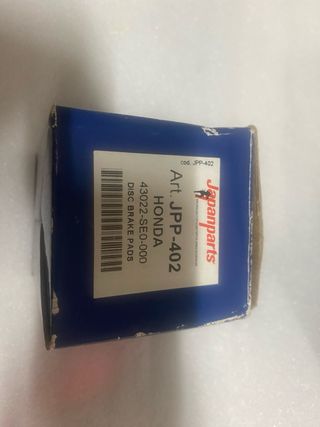 cod. JPP-402
Japanparts
Art. JPP-402
HONDA
43022-SE0-000
DISC BRAKE PADS